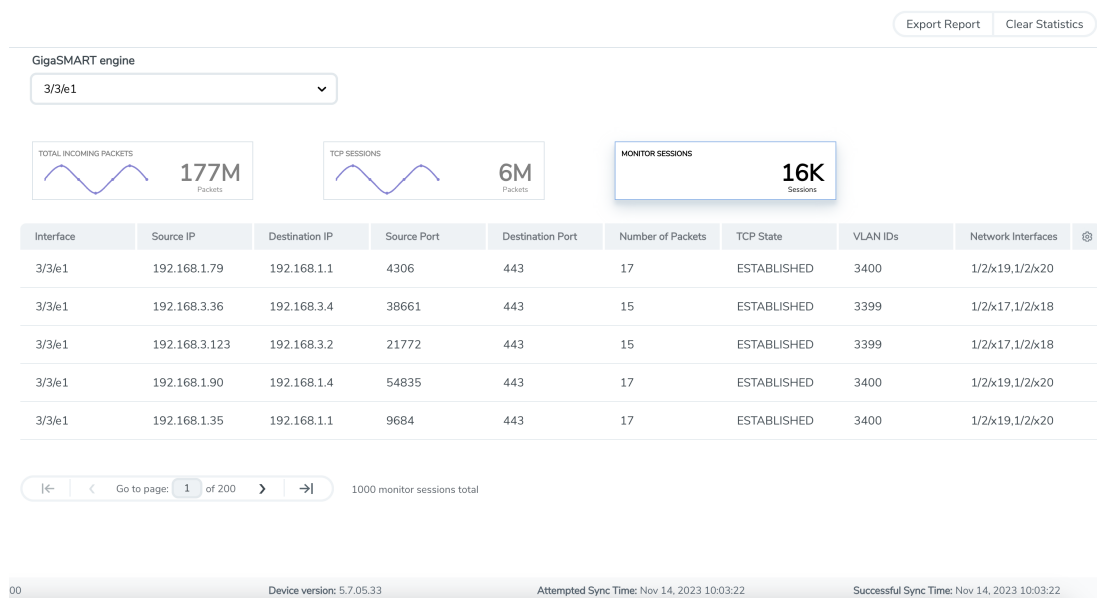 Export Report Clear Statistics
GigaSMART engine
3/3/e1
TOTAL INCOMING PACKETS 177M Packets
TCP SESSIONS 6M Packets
MONITOR SESSIONS 16K Sessions
Interface Source IP Destination IP Source Port Destination Port Number of Packets TCP State VLAN IDs Network Interfaces
3/3/e1 192.168.1.79 192.168.1.1 4306 443 17 ESTABLISHED 3400 1/2/x19,1/2/x20
3/3/e1 192.168.3.36 192.168.3.4 38661 443 15 ESTABLISHED 3399 1/2/x17,1/2/x18
3/3/e1 192.168.3.123 192.168.3.2 21772 443 15 ESTABLISHED 3399 1/2/x17,1/2/x18
3/3/e1 192.168.1.90 192.168.1.4 54835 443 17 ESTABLISHED 3400 1/2/x19,1/2/x20
3/3/e1 192.168.1.35 192.168.1.1 9684 443 17 ESTABLISHED 3400 1/2/x19,1/2/x20
Go to page: 1 of 200 1000 monitor sessions total
00 Device version: 5.7.05.33 Attempted Sync Time: Nov 14, 2023 10:03:22 Successful Sync Time: Nov 14, 2023 10:03:22